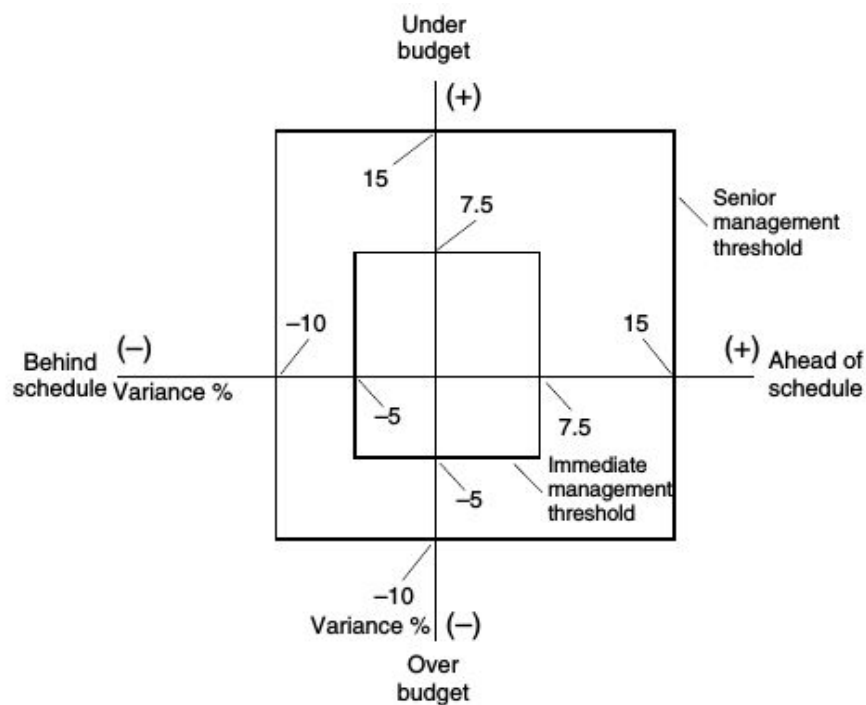 Under
budget
(+)
15
7.5
Senior
management
threshold
–10
15
Behind
schedule
(–)
(+)
Ahead of
schedule
Variance %
–5
7.5
Immediate
management
threshold
–5
–10
Variance %
(–)
Over
budget